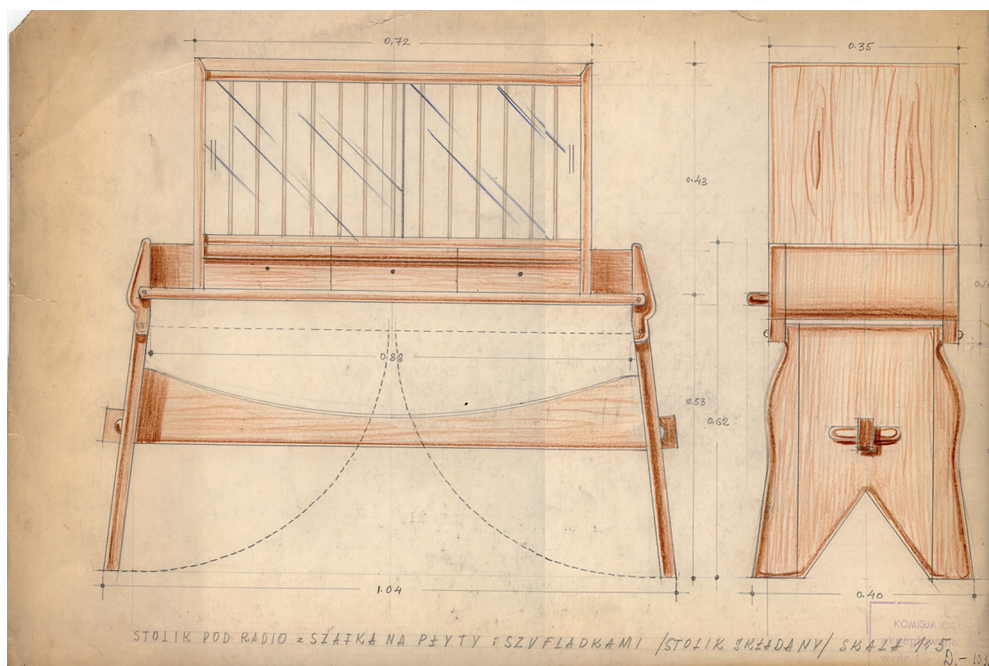 0.72
0.35
0.43
0.88
0.53
0.62
1.04
0.40
KOMISJA
STOLIK POD RADIO z SZAFKĄ NA PŁYTY i SZUFLADKAMI /STOLIK SKŁADANY/ SKALA 1:5
D.-103